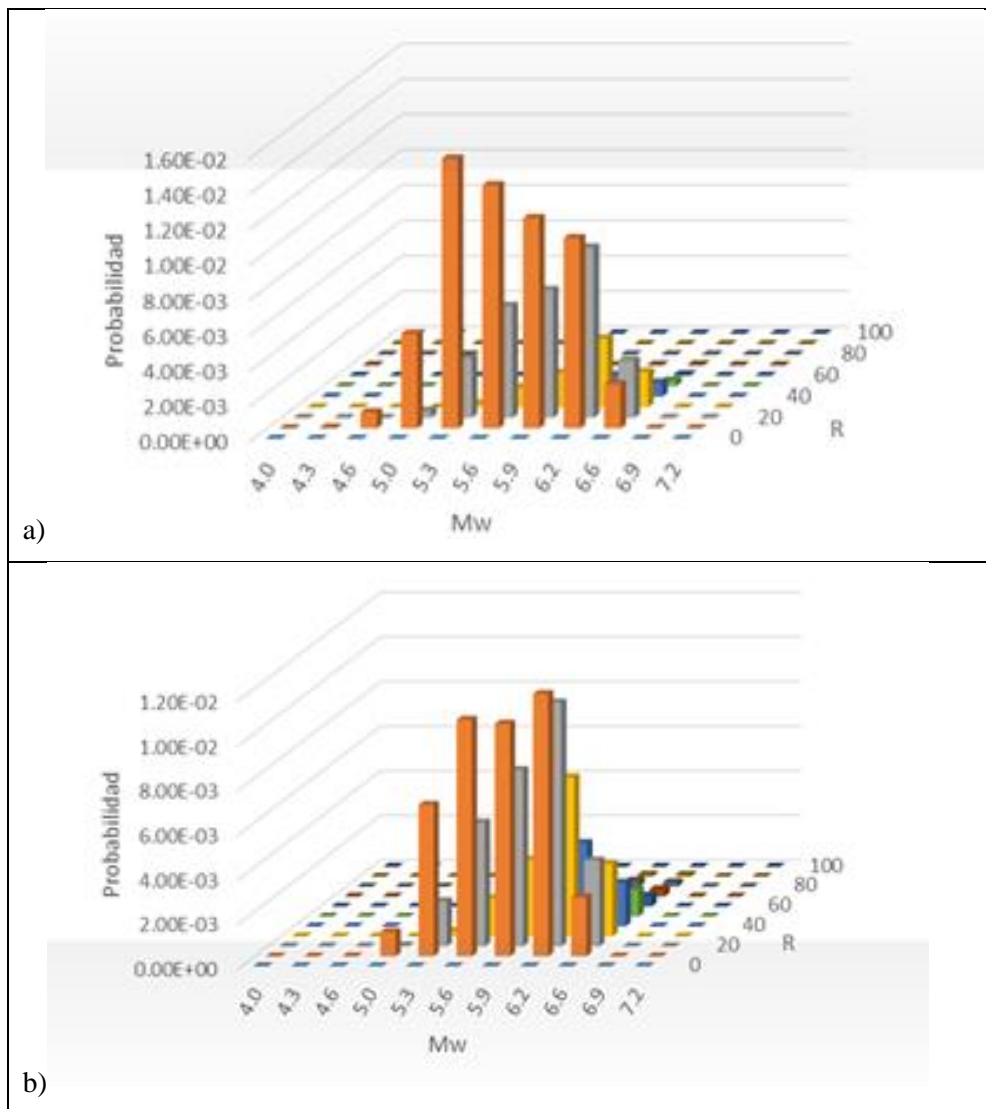 1.60E-02
1.40E-02
1.20E-02
1.00E-02
8.00E-03
6.00E-03
4.00E-03
2.00E-03
0.00E+00
Probabilidad
4.0
4.3
4.6
5.0
5.3
5.6
5.9
6.2
6.6
6.9
7.2
Mw
0
20
40
60
80
100
R
a)
1.20E-02
1.00E-02
8.00E-03
6.00E-03
4.00E-03
2.00E-03
0.00E+00
Probabilidad
4.0
4.3
4.6
5.0
5.3
5.6
5.9
6.2
6.6
6.9
7.2
Mw
0
20
40
60
80
100
R
b)